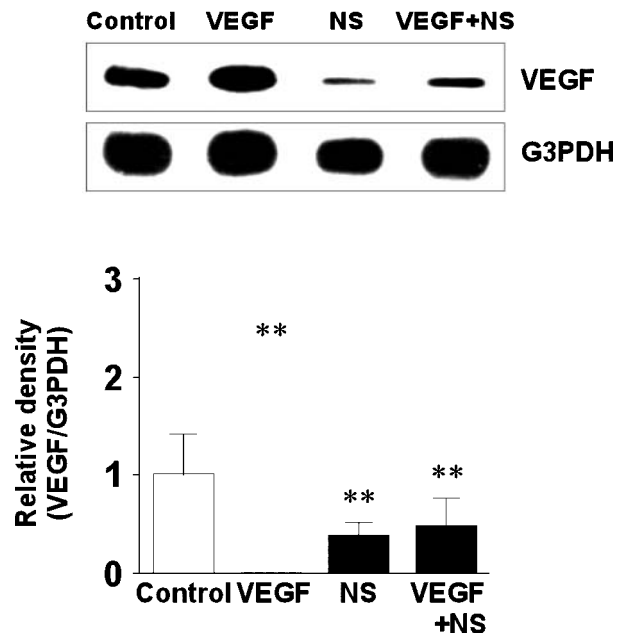 Control VEGF NS VEGF+NS
VEGF
G3PDH
Relative density
(VEGF/G3PDH)
3
2
1
0
**
**
**
Control VEGF NS VEGF
+NS